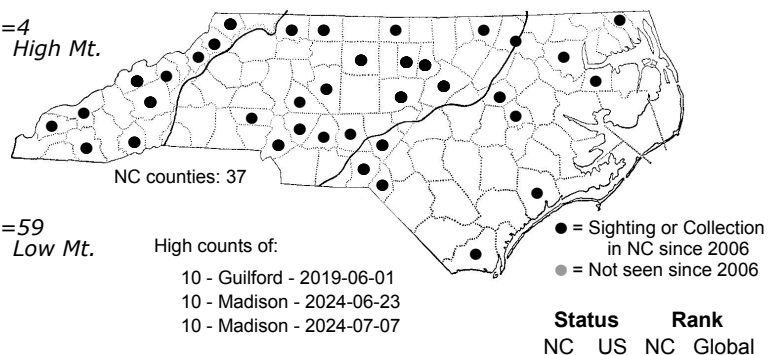 =4
High Mt.
NC counties: 37
=59
Low Mt.
High counts of:
10 - Guilford - 2019-06-01
10 - Madison - 2024-06-23
10 - Madison - 2024-07-07
● = Sighting or Collection
in NC since 2006
● = Not seen since 2006
Status Rank
NC US NC Global